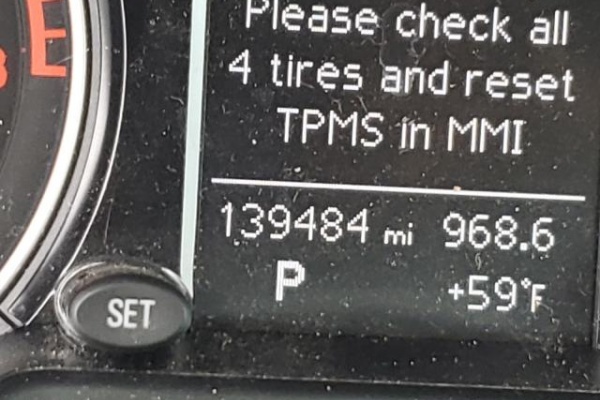 Please check all
4 tires and reset
TPMS in MMI
139484 mi 968.6
P +59°F
SET
E